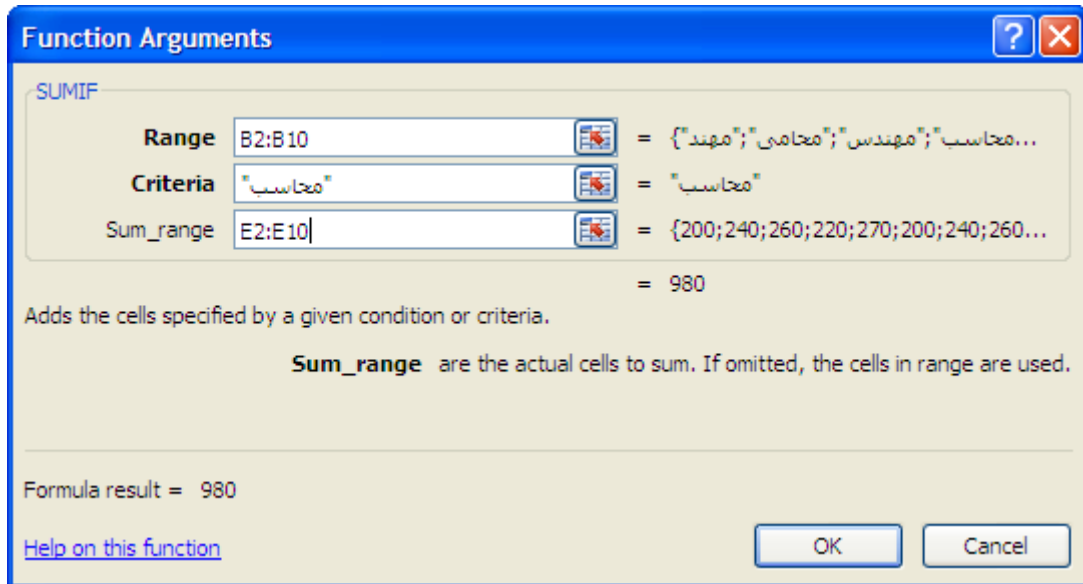 Function Arguments
SUMIF
Range B2:B10 = {"محاسب";"مهندس";"محامى";"مهند...
Criteria "محاسب" = "محاسب"
Sum_range E2:E10 = {200;240;260;220;270;200;240;260...
= 980
Adds the cells specified by a given condition or criteria.
Sum_range are the actual cells to sum. If omitted, the cells in range are used.
Formula result = 980
Help on this function
OK Cancel